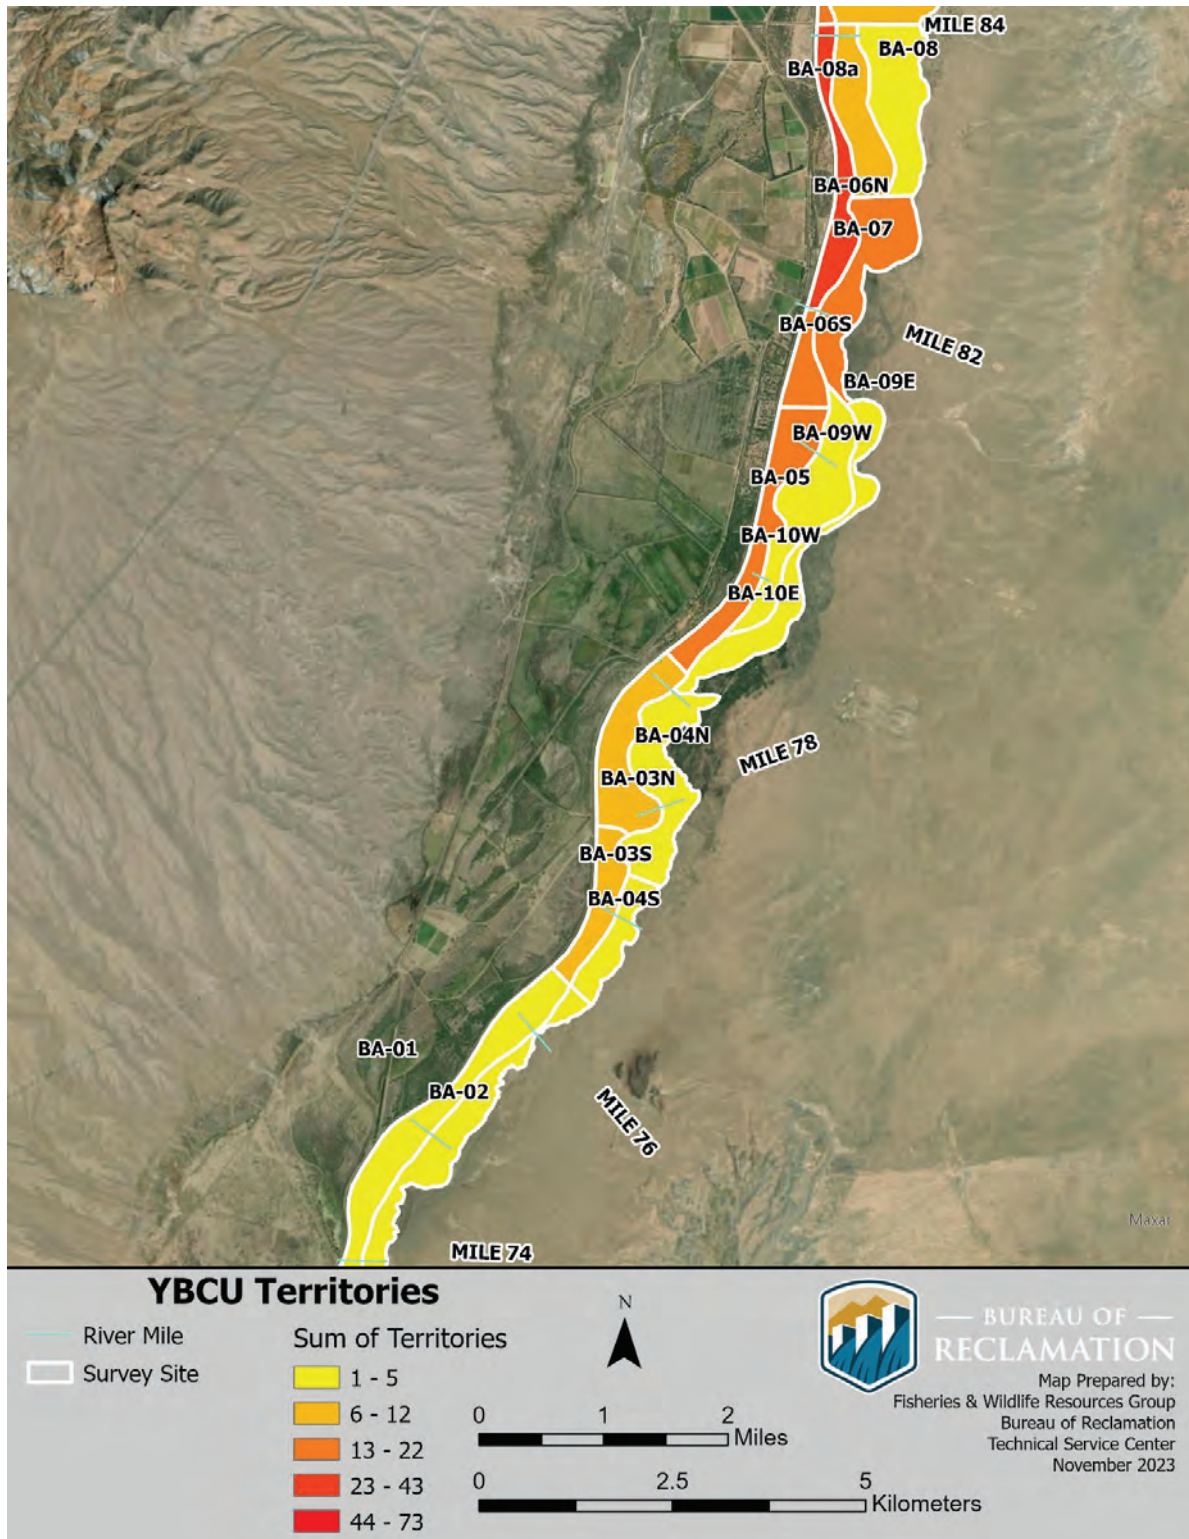 MILE 84
BA-08
BA-08a
BA-06N
BA-07
BA-06S
MILE 82
BA-09E
BA-09W
BA-05
BA-10W
BA-10E
BA-04N
MILE 78
BA-03N
BA-03S
BA-04S
BA-01
BA-02
MILE 76
Maxar
MILE 74
YBCU Territories
River Mile
Survey Site
Sum of Territories
1 - 5
6 - 12
13 - 22
23 - 43
44 - 73
N
0 1 2
Miles
0 2.5 5
Kilometers
BUREAU OF
RECLAMATION
Map Prepared by:
Fisheries & Wildlife Resources Group
Bureau of Reclamation
Technical Service Center
November 2023